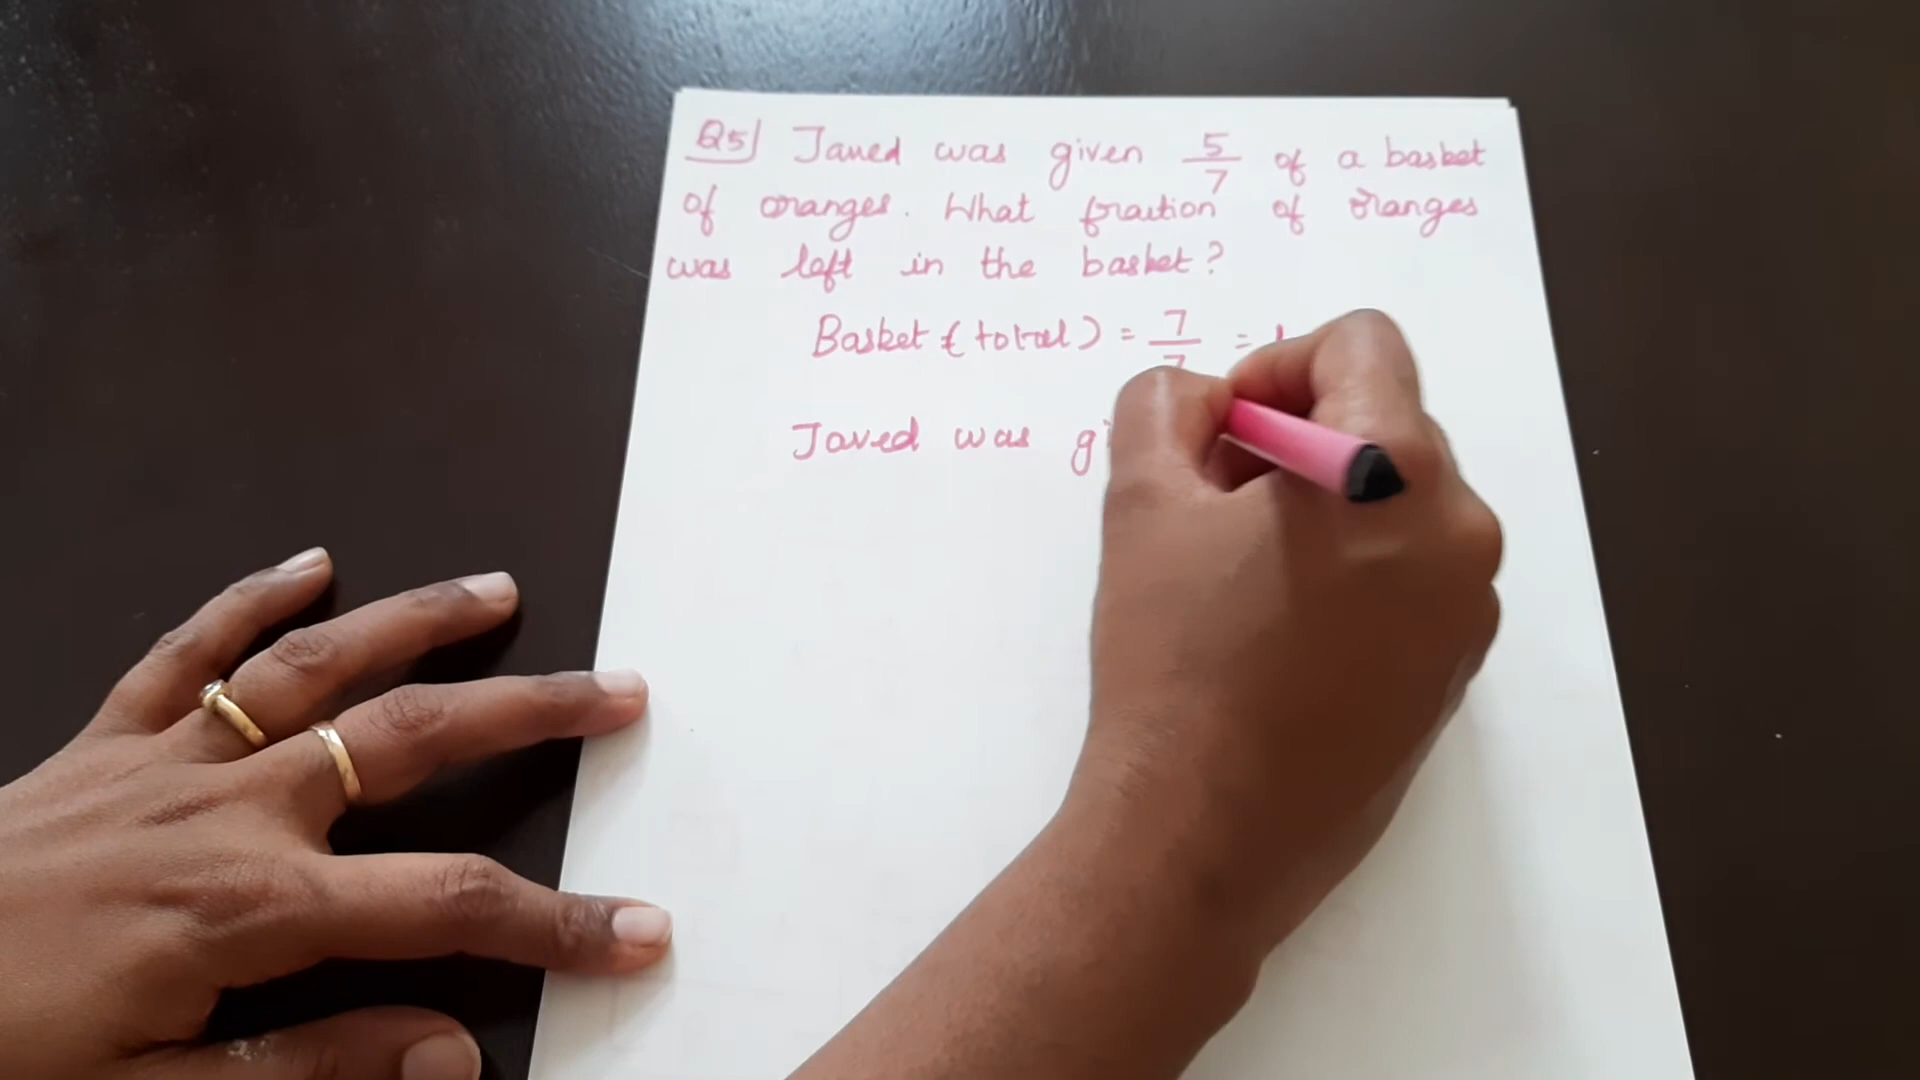 Q5 Javed was given 5/7 of a basket
of oranges. What fraction of oranges
was left in the basket?
Basket (total) = 7/7 =
Javed was